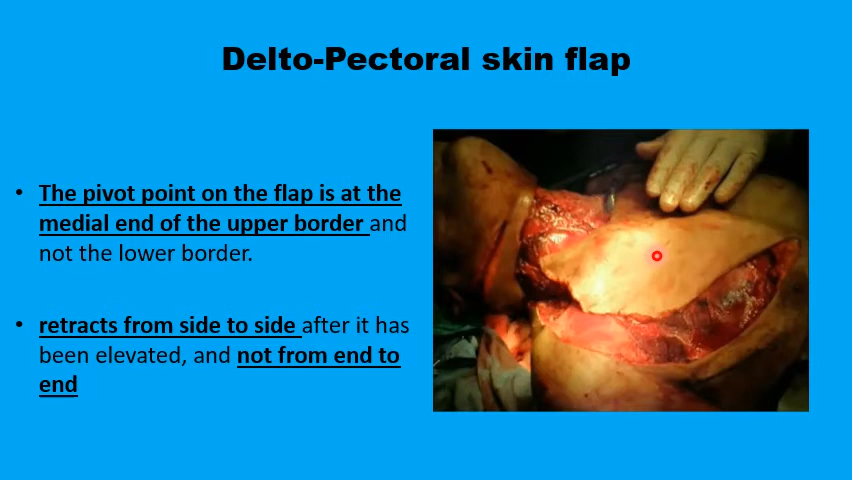 Delto-Pectoral skin flap
• The pivot point on the flap is at the
medial end of the upper border and
not the lower border.
• retracts from side to side after it has
been elevated, and not from end to
end